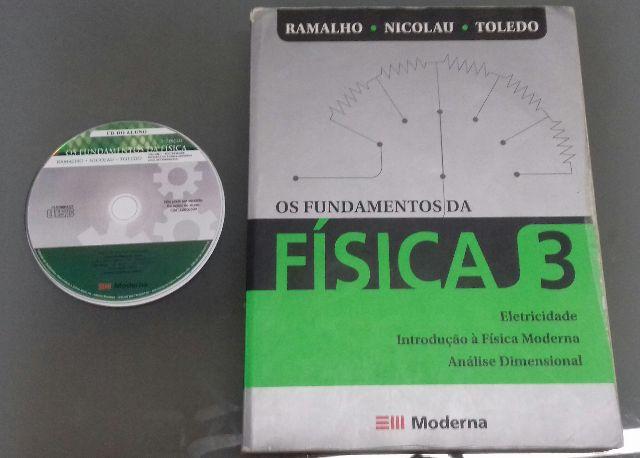 CD DO ALUNO
OS FUNDAMENTOS DA FÍSICA
RAMALHO • NICOLAU • TOLEDO
Moderna
RAMALHO • NICOLAU • TOLEDO
OS FUNDAMENTOS DA
FÍSICA 3
Eletricidade
Introdução à Física Moderna
Análise Dimensional
Moderna